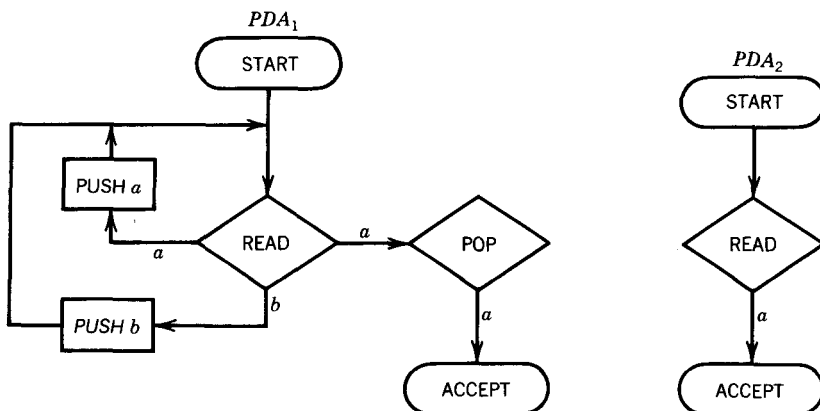 PDA₁
START
PUSH a
a
READ
a
POP
b
PUSH b
a
ACCEPT
PDA₂
START
READ
a
ACCEPT